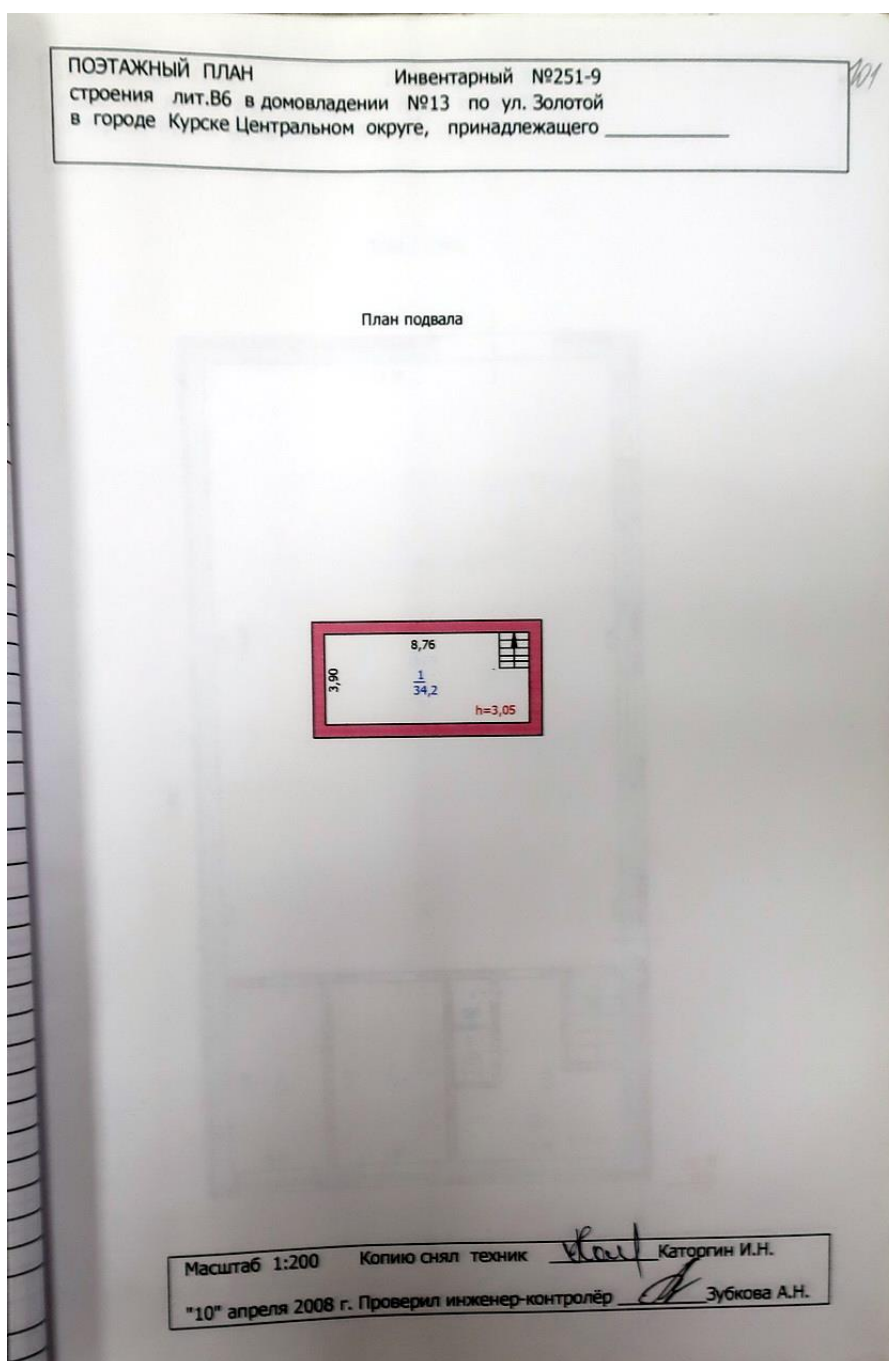 101
ПОЭТАЖНЫЙ ПЛАН Инвентарный №251-9
строения лит.В6 в домовладении №13 по ул. Золотой
в городе Курске Центральном округе, принадлежащего ____________
План подвала
8,76
3,90
1
34,2
h=3,05
Масштаб 1:200 Копию снял техник Каторгин И.Н.
"10" апреля 2008 г. Проверил инженер-контролёр Зубкова А.Н.